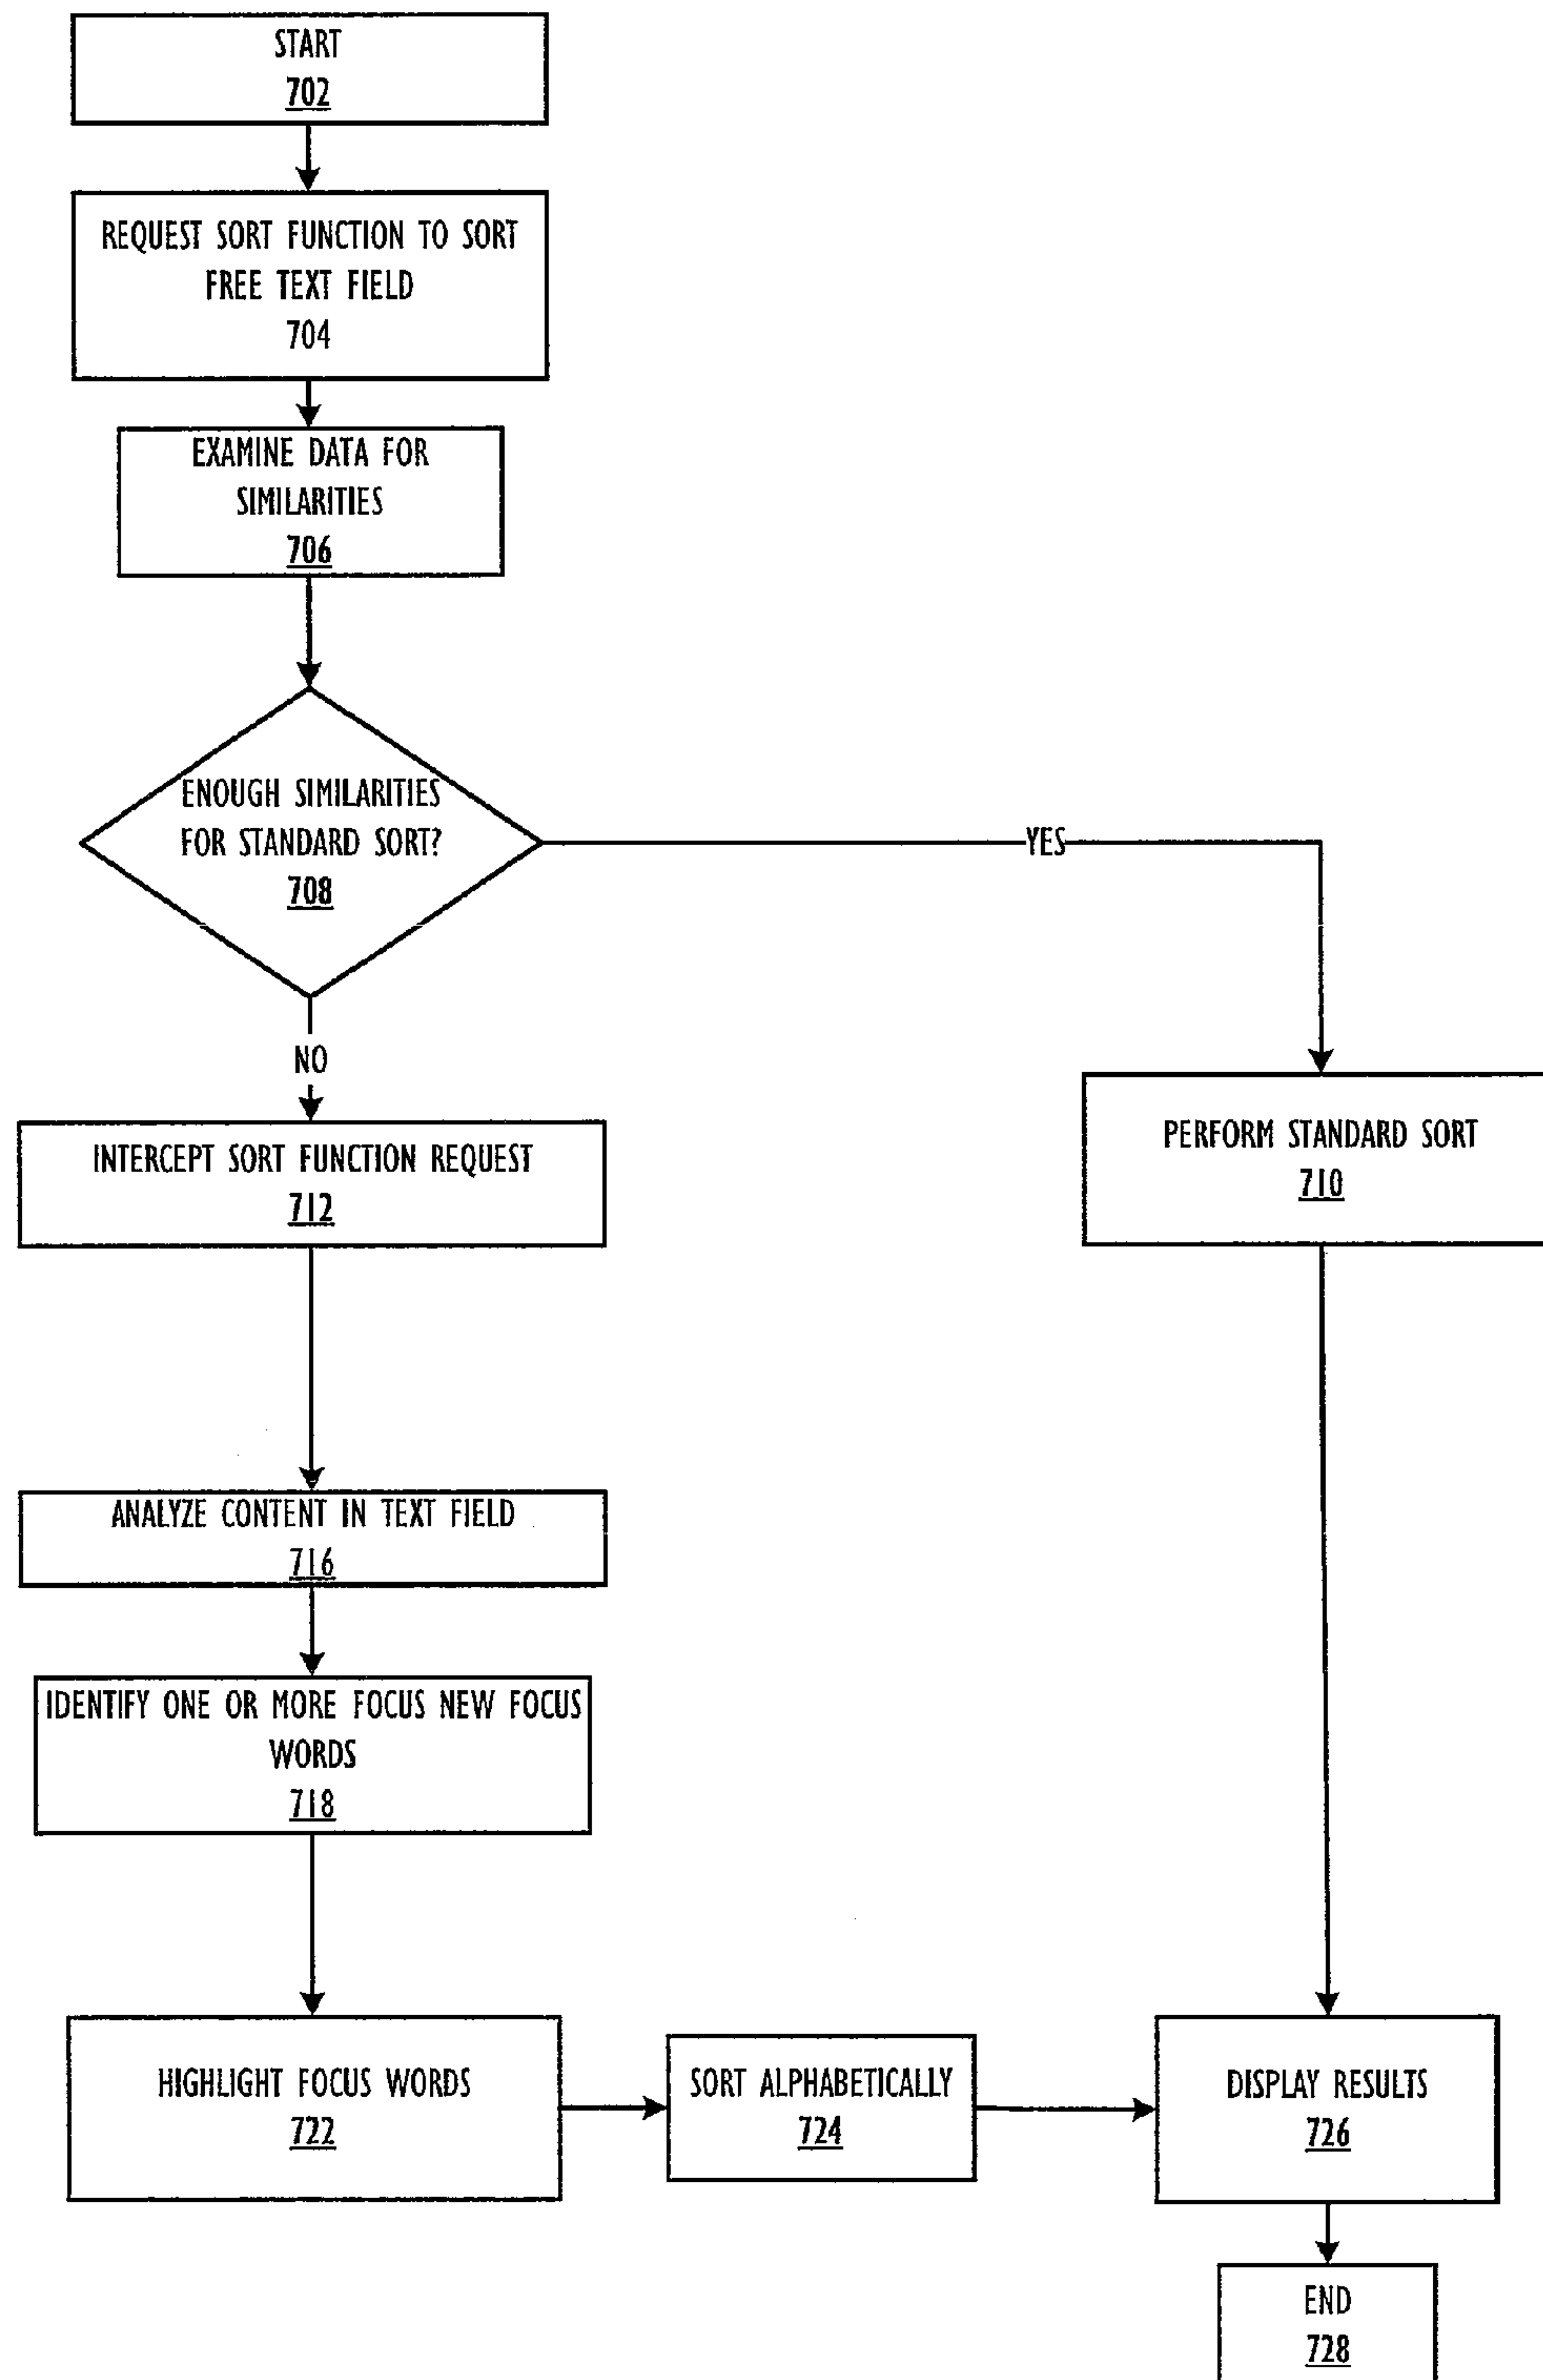 START
702
REQUEST SORT FUNCTION TO SORT
FREE TEXT FIELD
704
EXAMINE DATA FOR
SIMILARITIES
706
ENOUGH SIMILARITIES
FOR STANDARD SORT?
708
YES
NO
INTERCEPT SORT FUNCTION REQUEST
712
PERFORM STANDARD SORT
710
ANALYZE CONTENT IN TEXT FIELD
716
IDENTIFY ONE OR MORE FOCUS NEW FOCUS
WORDS
718
HIGHLIGHT FOCUS WORDS
722
SORT ALPHABETICALLY
724
DISPLAY RESULTS
726
END
728